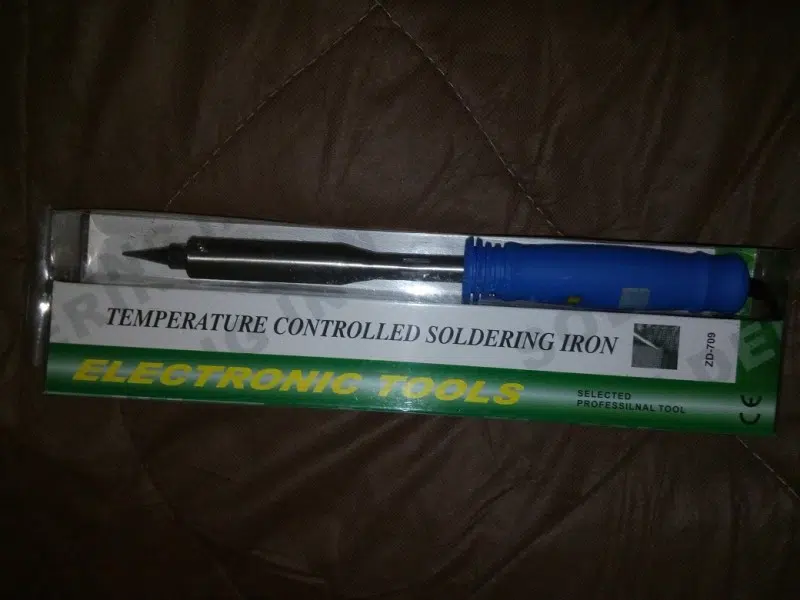 TEMPERATURE CONTROLLED SOLDERING IRON
ZD-709
ELECTRONIC TOOLS
SELECTED
PROFESSILNAL TOOL
CE